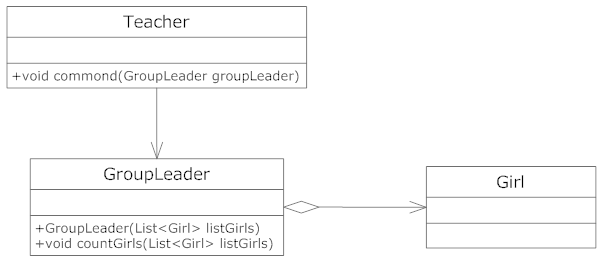 Teacher
+void commond(GroupLeader groupLeader)
GroupLeader
+GroupLeader(List<Girl> listGirls)
+void countGirls(List<Girl> listGirls)
Girl